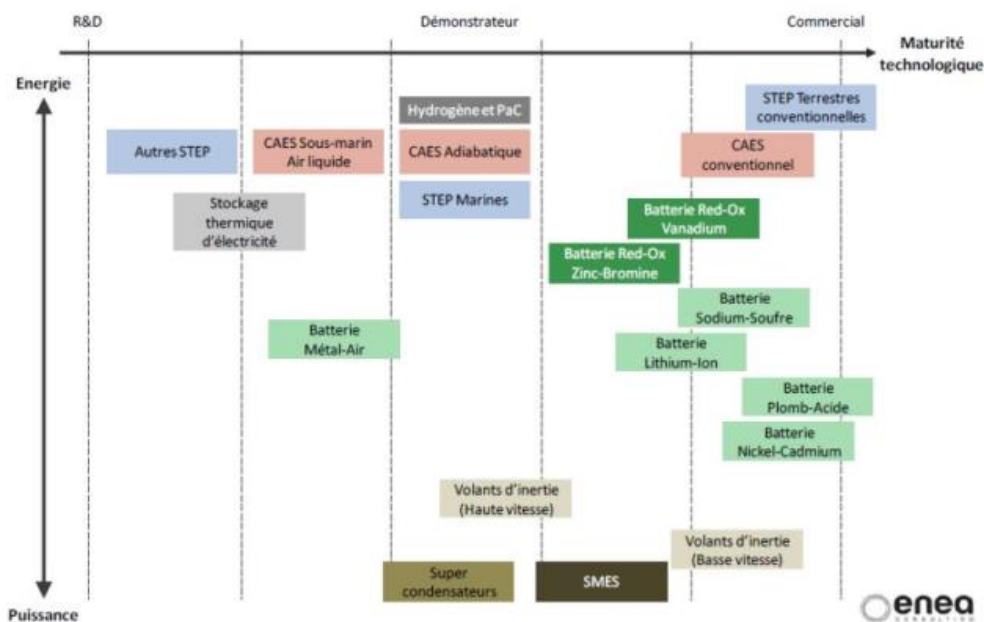 R&D
Démonstrateur
Commercial
Maturité
technologique
Energie
Hydrogène et PaC
STEP Terrestres
conventionnelles
Autres STEP
CAES Sous-marin
Air liquide
CAES Adiabatique
CAES
conventionnel
Stockage
thermique
d'électricité
STEP Marines
Batterie Red-Ox
Vanadium
Batterie Red-Ox
Zinc-Bromine
Batterie
Sodium-Soufre
Batterie
Métal-Air
Batterie
Lithium-Ion
Batterie
Plomb-Acide
Batterie
Nickel-Cadmium
Volants d'inertie
(Haute vitesse)
Volants d'inertie
(Basse vitesse)
Super
condensateurs
SMES
Puissance
enea
CONSULTING